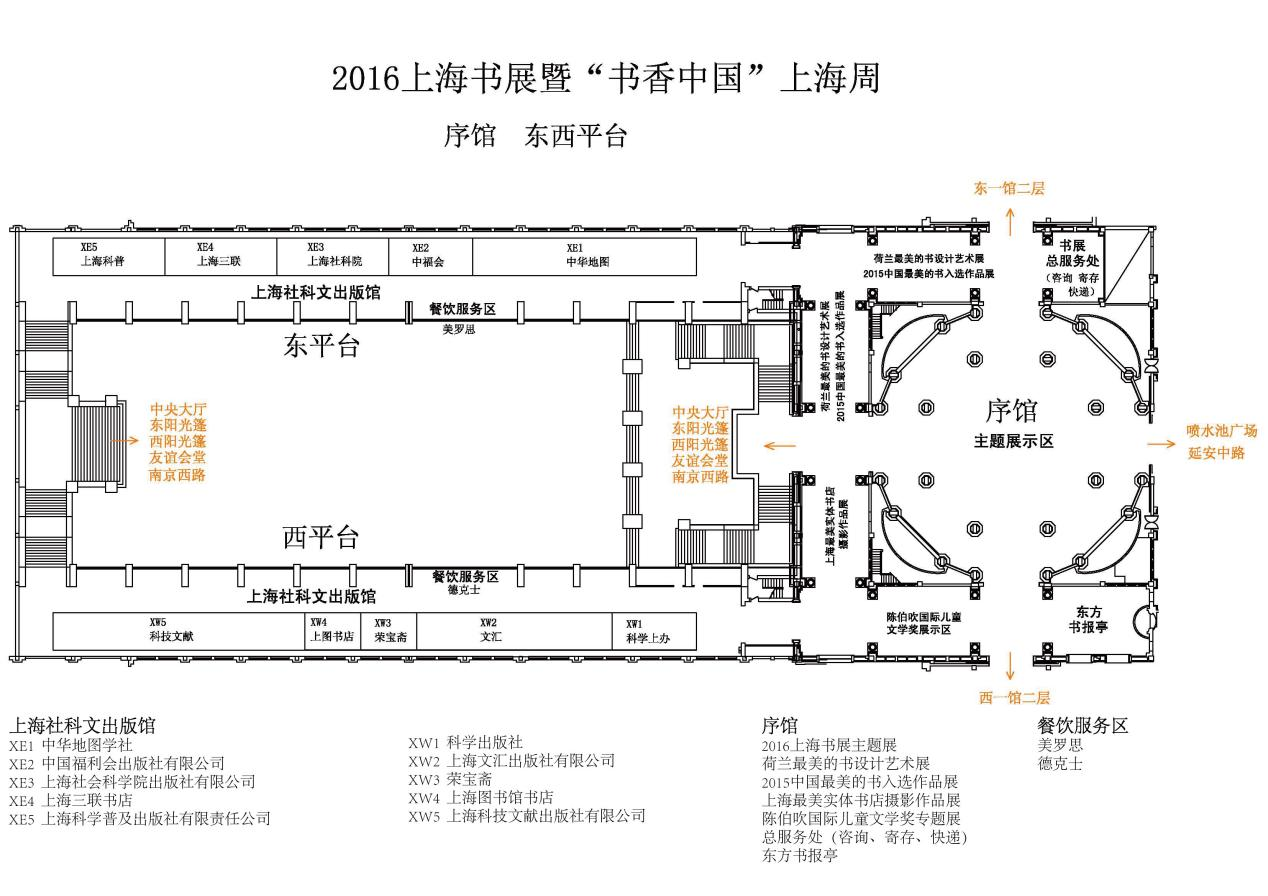 2016上海书展暨“书香中国”上海周
序馆 东西平台
东一馆二层
XE5
上海科普
XE4
上海三联
XE3
上海社科院
XE2
中福会
XE1
中华地图
上海社科文出版馆
餐饮服务区
美罗思
东平台
荷兰最美的书设计艺术展
2015中国最美的书入选作品展
书展
总服务处
(咨询 寄存
快递)
荷兰最美的书设计艺术展
2015中国最美的书入选作品展
中央大厅
东阳光篷
西阳光篷
友谊会堂
南京西路
中央大厅
东阳光篷
西阳光篷
友谊会堂
南京西路
序馆
主题展示区
喷水池广场
延安中路
上海最美实体书店
摄影作品展
西平台
餐饮服务区
德克士
上海社科文出版馆
XW5
科技文献
XW4
上图书店
XW3
荣宝斋
XW2
文汇
XW1
科学上办
陈伯吹国际儿童
文学奖展示区
东方
书报亭
西一馆二层
上海社科文出版馆
XE1 中华地图学社
XE2 中国福利会出版社有限公司
XE3 上海社会科学院出版社有限公司
XE4 上海三联书店
XE5 上海科学普及出版社有限责任公司
XW1 科学出版社
XW2 上海文汇出版社有限公司
XW3 荣宝斋
XW4 上海图书馆书店
XW5 上海科技文献出版社有限公司
序馆
2016上海书展主题展
荷兰最美的书设计艺术展
2015中国最美的书入选作品展
上海最美实体书店摄影作品展
陈伯吹国际儿童文学奖专题展
总服务处（咨询、寄存、快递）
东方书报亭
餐饮服务区
美罗思
德克士